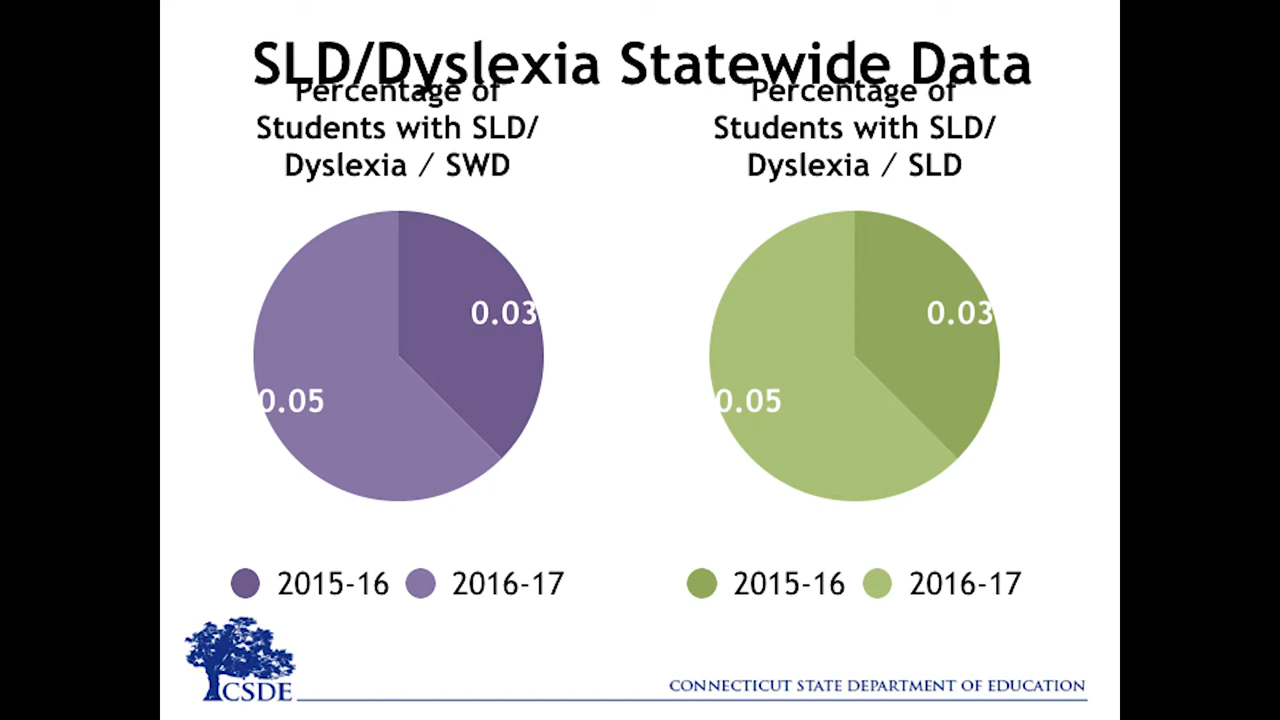 SLD/Dyslexia Statewide Data
Percentage of
Students with SLD/
Dyslexia / SWD
0.03
0.05
2015-16 2016-17
Percentage of
Students with SLD/
Dyslexia / SLD
0.03
0.05
2015-16 2016-17
CSDE
CONNECTICUT STATE DEPARTMENT OF EDUCATION